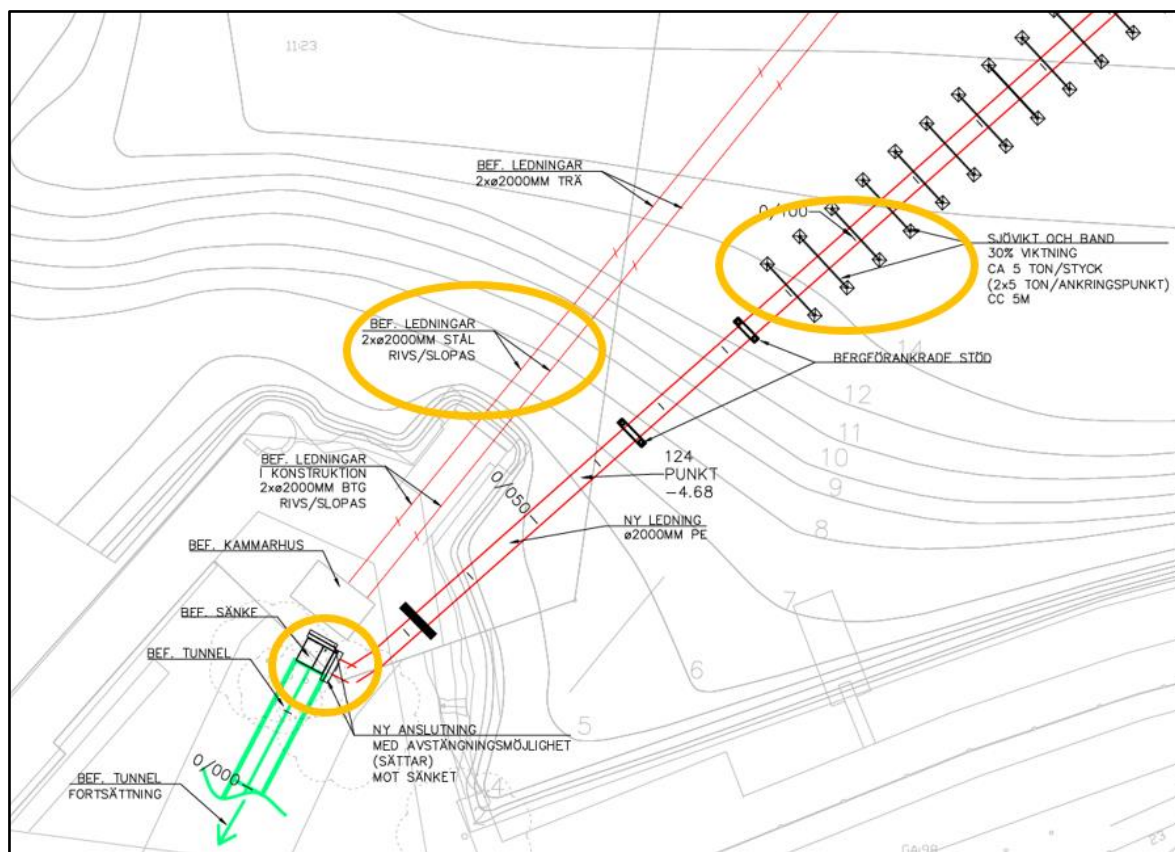 11:23
BEF. LEDNINGAR
2xø2000MM TRÄ
0/100
SJÖVIKT OCH BAND
30% VIKTNING
CA 5 TON/STYCK
(2x5 TON/ANKRINGSPUNKT)
CC 5M
BEF. LEDNINGAR
2xø2000MM STÅL
RIVS/SLOPAS
BERGFÖRANKRADE STÖD
14
12
11
10
9
8
BEF. LEDNINGAR
I KONSTRUKTION
2xø2000MM BTG
RIVS/SLOPAS
124
PUNKT
-4.68
0/050
NY LEDNING
ø2000MM PE
BEF. KAMMARHUS
BEF. SÄNKE
BEF. TUNNEL
7
6
5
4
NY ANSLUTNING
MED AVSTÄNGNINGSMÖJLIGHET
(SÄTTAR)
MOT SÄNKET
0/000
BEF. TUNNEL
FORTSÄTTNING
GA:98
23